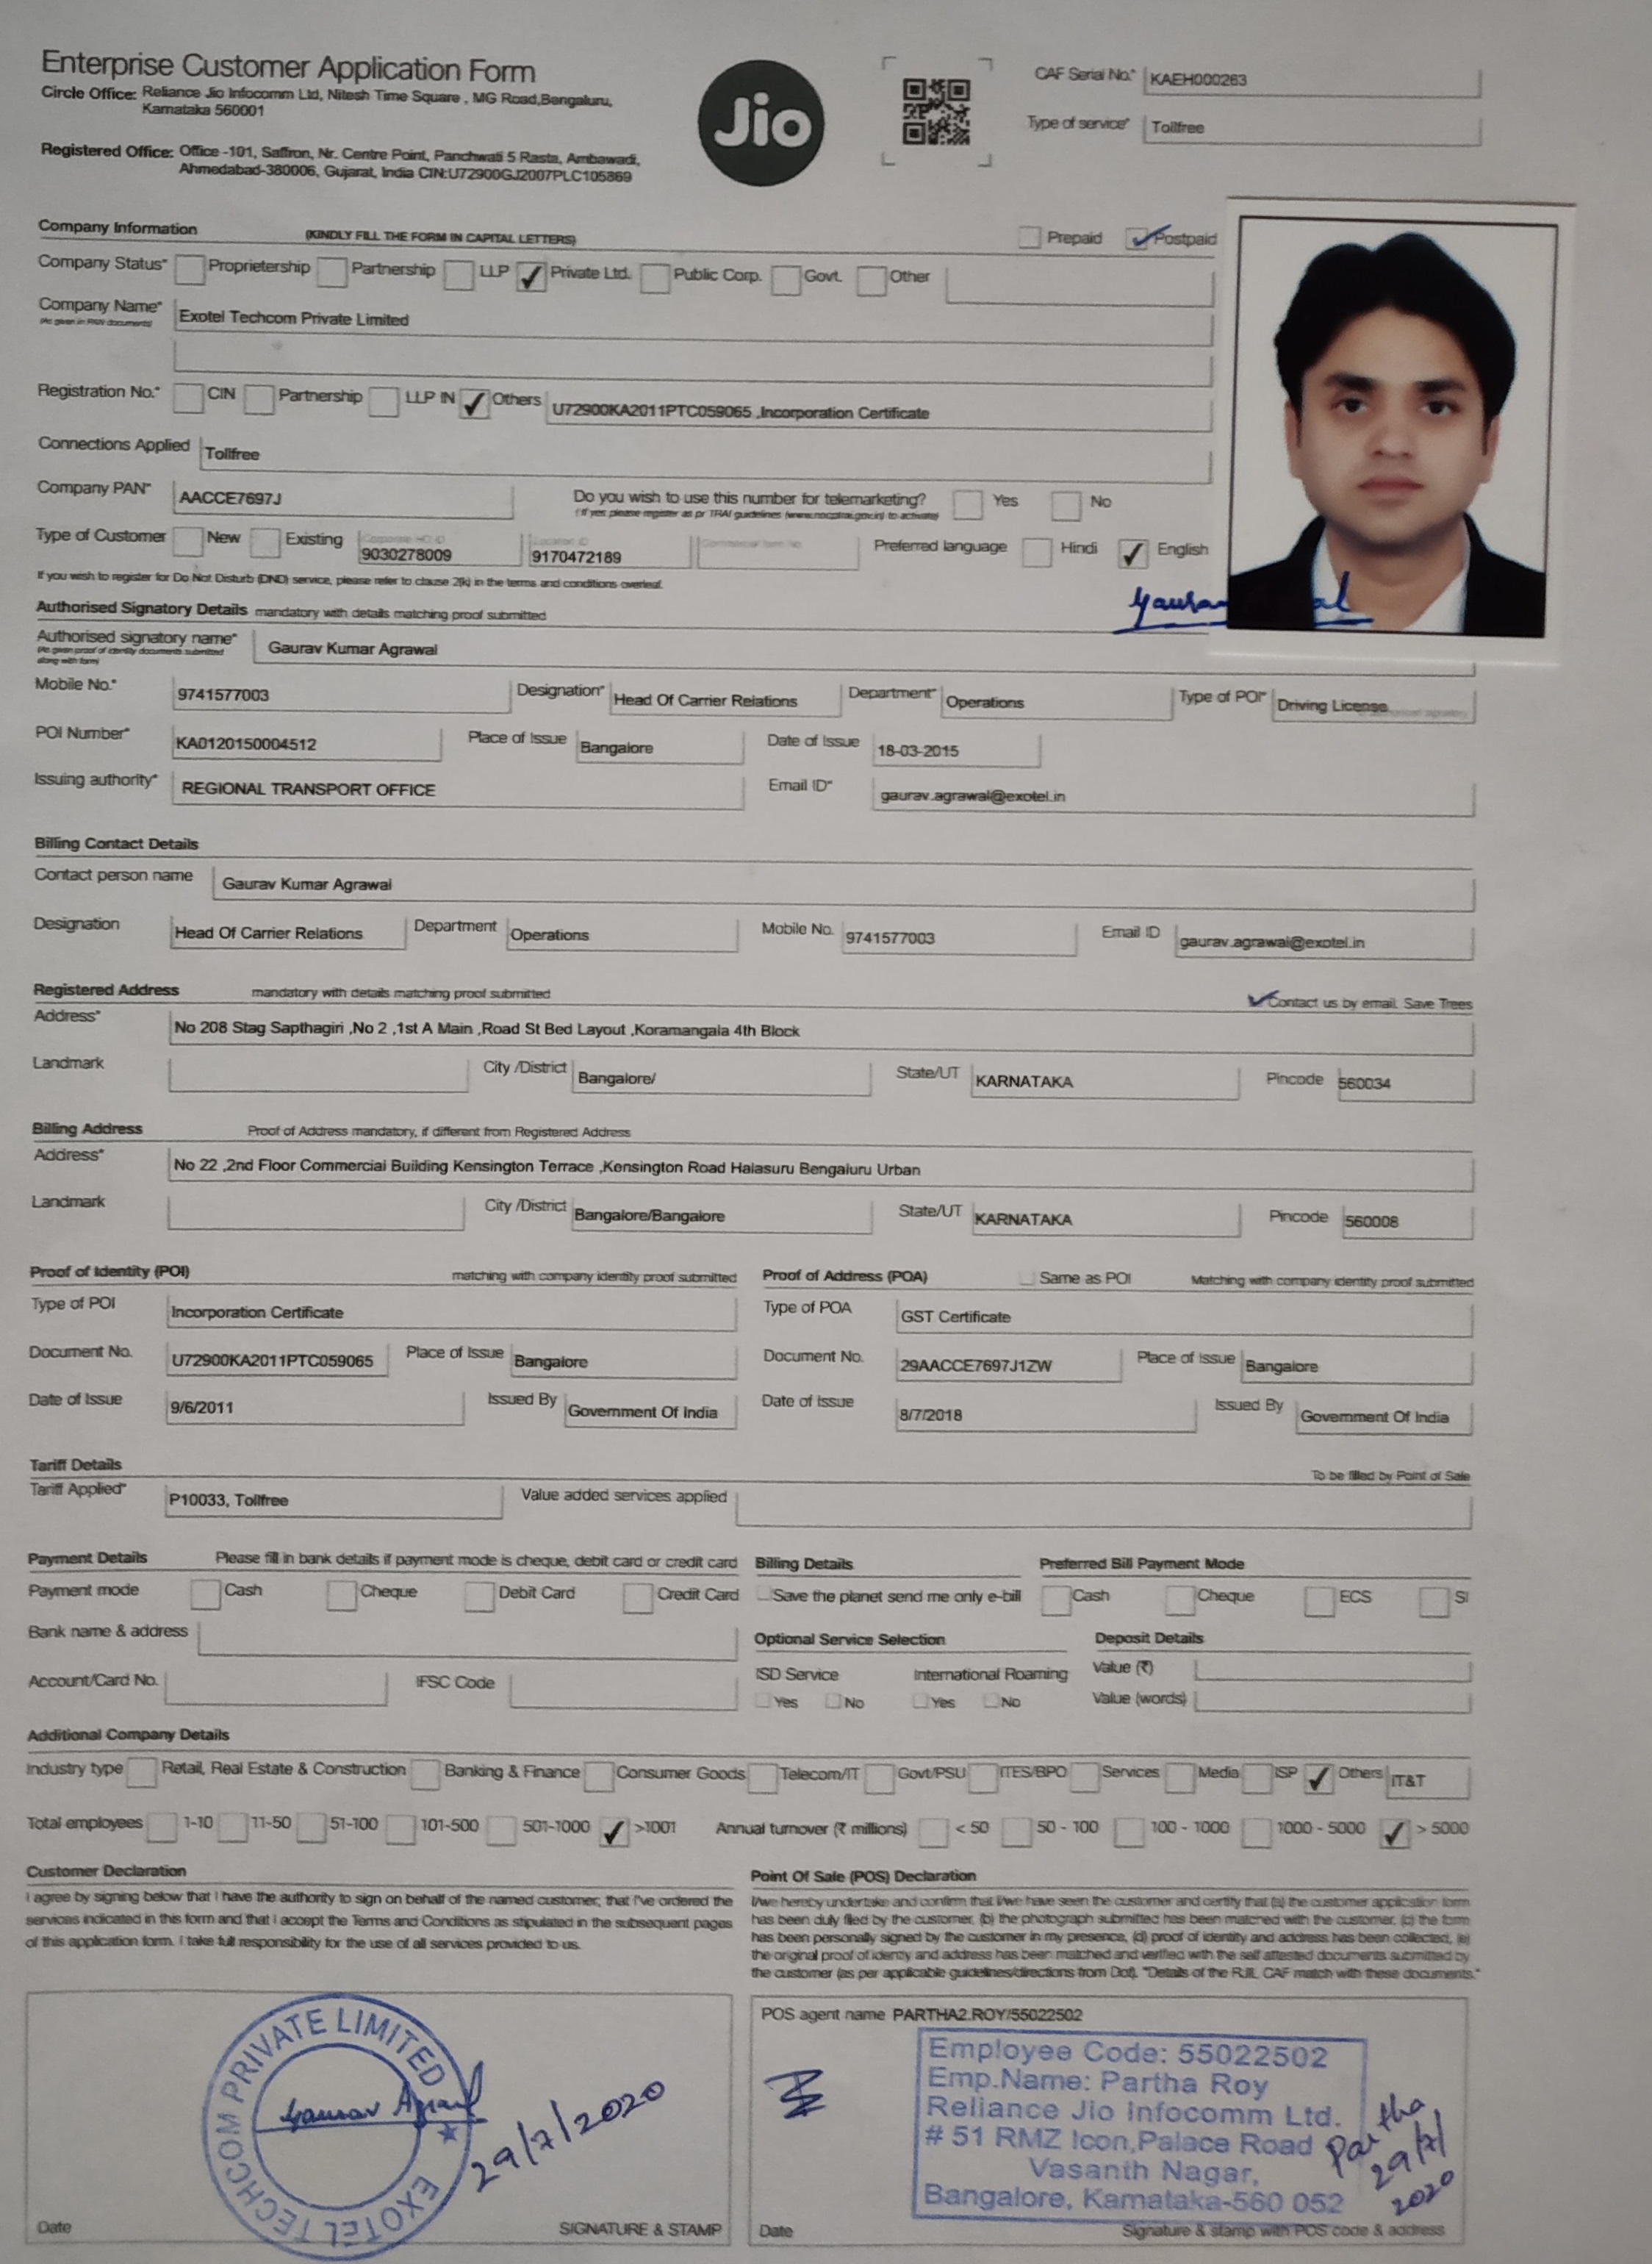 Enterprise Customer Application Form
Circle Office: Reliance Jio Infocomm Ltd, Nitesh Time Square , MG Road,Bengaluru,
Karnataka 560001
Registered Office: Office -101, Saffron, Nr. Centre Point, Panchwati 5 Rasta, Ambawadi,
Ahmedabad-380006, Gujarat, India CIN:U72900GJ2007PLC105869
Jio
CAF Serial No.* KAEH000263
Type of service* Tollfree
Company Information (KINDLY FILL THE FORM IN CAPITAL LETTERS) Prepaid Postpaid
Company Status* Proprietership Partnership LLP Private Ltd. Public Corp. Govt. Other
Company Name* Exotel Techcom Private Limited
(As given in PAN documents)
Registration No.* CIN Partnership LLP IN Others U72900KA2011PTC059065 ,Incorporation Certificate
Connections Applied Tollfree
Company PAN* AACCE7697J Do you wish to use this number for telemarketing? Yes No
(If yes please register as pr TRAI guidelines (www.nccptrai.gov.in) to activate)
Type of Customer New Existing 9030278009 9170472189 Preferred language Hindi English
If you wish to register for Do Not Disturb (DND) service, please refer to clause 2(k) in the terms and conditions overleaf.
Authorised Signatory Details mandatory with details matching proof submitted
Authorised signatory name* Gaurav Kumar Agrawal
(As given proof of identity documents submitted
along with form)
Mobile No.* 9741577003 Designation* Head Of Carrier Relations Department* Operations Type of POI* Driving License
POI Number* KA0120150004512 Place of Issue Bangalore Date of Issue 18-03-2015
Issuing authority* REGIONAL TRANSPORT OFFICE Email ID* gaurav.agrawal@exotel.in
Billing Contact Details
Contact person name Gaurav Kumar Agrawal
Designation Head Of Carrier Relations Department Operations Mobile No. 9741577003 Email ID gaurav.agrawal@exotel.in
Registered Address mandatory with details matching proof submitted Contact us by email. Save Trees
Address* No 208 Stag Sapthagiri ,No 2 ,1st A Main ,Road St Bed Layout ,Koramangala 4th Block
Landmark City /District Bangalore/ State/UT KARNATAKA Pincode 560034
Billing Address Proof of Address mandatory, if different from Registered Address
Address* No 22 ,2nd Floor Commercial Building Kensington Terrace ,Kensington Road Halasuru Bengaluru Urban
Landmark City /District Bangalore/Bangalore State/UT KARNATAKA Pincode 560008
Proof of Identity (POI) matching with company identity proof submitted Proof of Address (POA) Same as POI Matching with company identity proof submitted
Type of POI Incorporation Certificate Type of POA GST Certificate
Document No. U72900KA2011PTC059065 Place of Issue Bangalore Document No. 29AACCE7697J1ZW Place of Issue Bangalore
Date of Issue 9/6/2011 Issued By Government Of India Date of Issue 8/7/2018 Issued By Government Of India
Tariff Details To be filled by Point of Sale
Tariff Applied* P10033, Tollfree Value added services applied
Payment Details Please fill in bank details if payment mode is cheque, debit card or credit card Billing Details Preferred Bill Payment Mode
Payment mode Cash Cheque Debit Card Credit Card Save the planet send me only e-bill Cash Cheque ECS SI
Bank name & address Optional Service Selection Deposit Details
Account/Card No. IFSC Code ISD Service International Roaming Value (₹)
Yes No Yes No Value (words)
Additional Company Details
Industry type Retail, Real Estate & Construction Banking & Finance Consumer Goods Telecom/IT Govt/PSU ITES/BPO Services Media ISP Others IT&T
Total employees 1-10 11-50 51-100 101-500 501-1000 >1001 Annual turnover (₹ millions) < 50 50 - 100 100 - 1000 1000 - 5000 > 5000
Customer Declaration
I agree by signing below that I have the authority to sign on behalf of the named customer; that I've ordered the
services indicated in this form and that I accept the Terms and Conditions as stipulated in the subsequent pages
of this application form. I take full responsibility for the use of all services provided to us.
Point Of Sale (POS) Declaration
I/we hereby undertake and confirm that I/we have seen the customer and certify that (a) the customer application form
has been duly filed by the customer, (b) the photograph submitted has been matched with the customer, (c) the form
has been personally signed by the customer in my presence, (d) proof of identity and address has been collected, (e)
the original proof of identy and address has been matched and verified with the self attested documents submitted by
the customer (as per applicable guidelines/directions from DoT). "Details of the RJIL CAF match with these documents."
EXOTEL TECHCOM PRIVATE LIMITED
Gaurav Agrawal
29/7/2020
Date SIGNATURE & STAMP
POS agent name PARTHA2.ROY/55022502
Employee Code: 55022502
Emp.Name: Partha Roy
Reliance Jio Infocomm Ltd.
# 51 RMZ Icon,Palace Road
Vasanth Nagar,
Bangalore, Karnataka-560 052
Partha
29/7/
2020
Date Signature & stamp with POS code & address